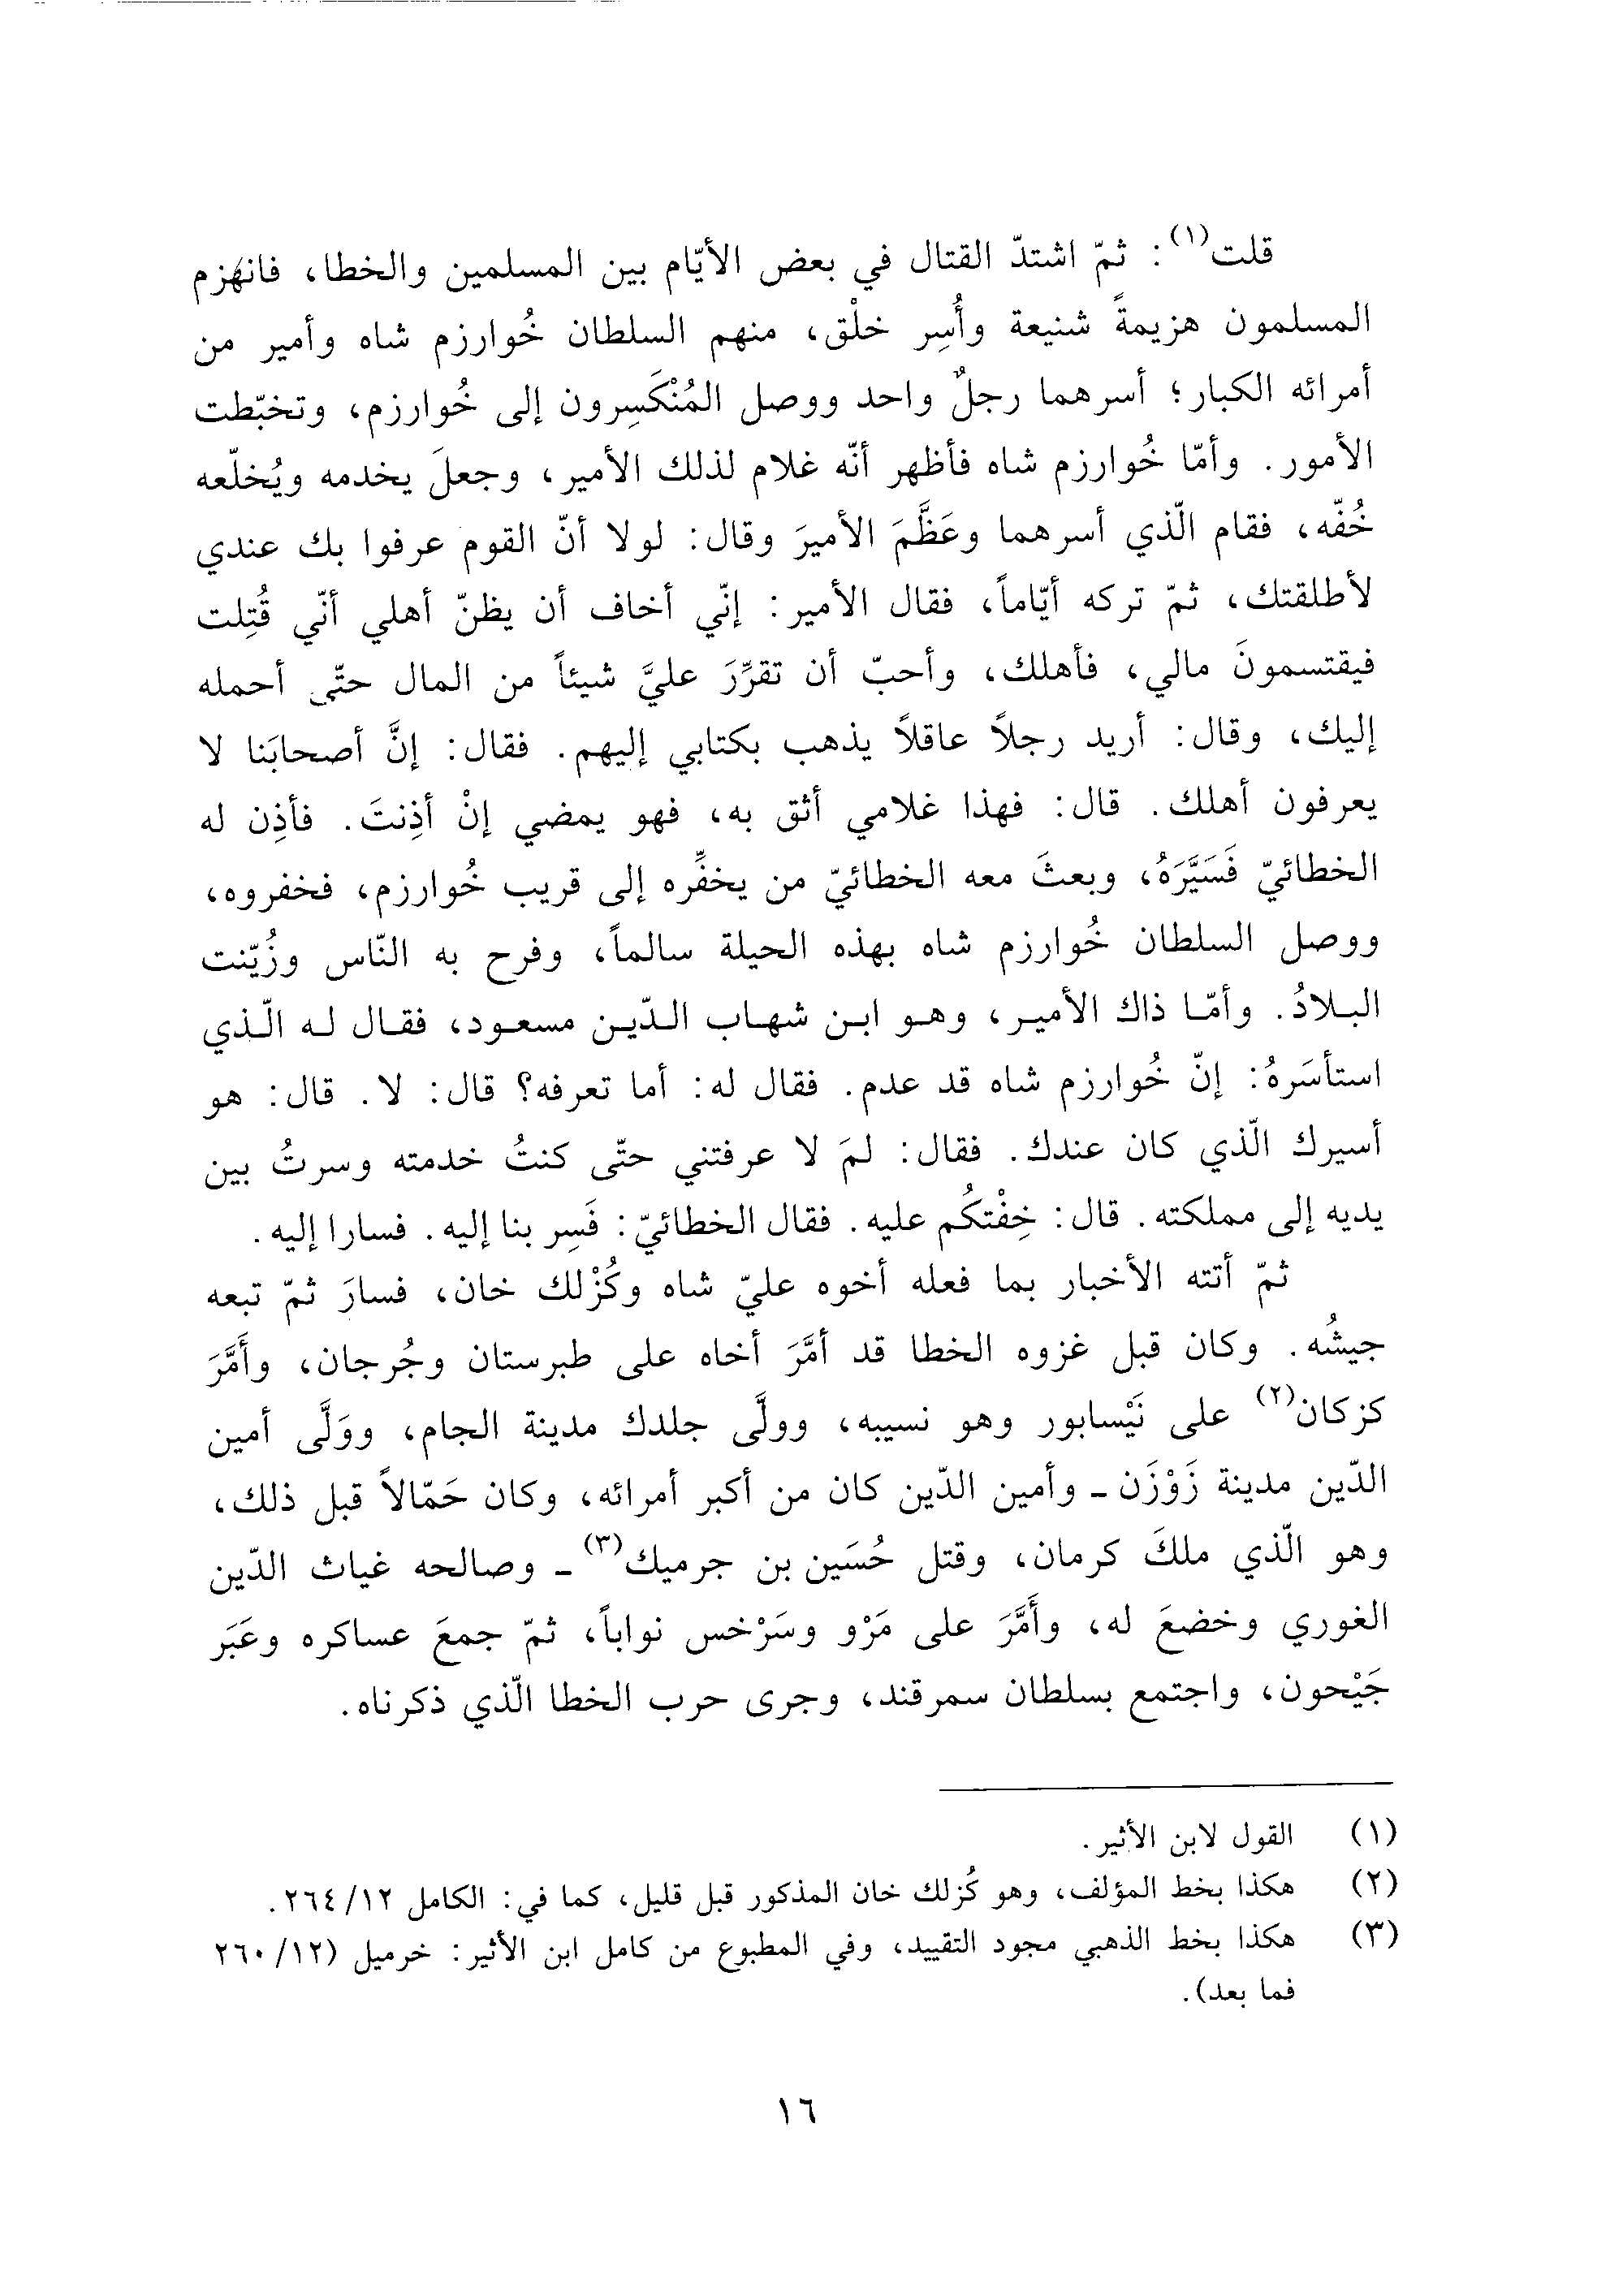 قلت(١): ثمّ اشتدّ القتال في بعض الأيّام بين المسلمين والخطا، فانهزم
المسلمون هزيمةً شنيعة وأُسِر خلْق، منهم السلطان خُوارزم شاه وأمير من
أمرائه الكبار؛ أسرهما رجلٌ واحد ووصل المُنْكَسِرون إلى خُوارزم، وتخبّطت
الأمور. وأمّا خُوارزم شاه فأظهر أنّه غلام لذلك الأمير، وجعلَ يخدمه ويُخلّعه
خُفّه، فقام الّذي أسرهما وعَظَّمَ الأميرَ وقال: لولا أنّ القوم عرفوا بك عندي
لأطلقتك، ثمّ تركه أيّاماً، فقال الأمير: إنّي أخاف أن يظنّ أهلي أنّي قُتِلت
فيقتسمونَ مالي، فأهلك، وأحبّ أن تقرِّرَ عليَّ شيئاً من المال حتّى أحمله
إليك، وقال: أريد رجلاً عاقلاً يذهب بكتابي إليهم. فقال: إنَّ أصحابَنا لا
يعرفون أهلك. قال: فهذا غلامي أثق به، فهو يمضي إنْ أذِنتَ. فأذِن له
الخطائيّ فَسَيَّرَهُ، وبعثَ معه الخطائيّ من يخفِّره إلى قريب خُوارزم، فخفروه،
ووصل السلطان خُوارزم شاه بهذه الحيلة سالماً، وفرح به النّاس وزُيّنت
البلادُ. وأمّا ذاك الأمير، وهو ابن شهاب الدّين مسعود، فقال له الّذي
استأسَرهُ: إنّ خُوارزم شاه قد عدم. فقال له: أما تعرفه؟ قال: لا. قال: هو
أسيرك الّذي كان عندك. فقال: لمَ لا عرفتني حتّى كنتُ خدمته وسرتُ بين
يديه إلى مملكته. قال: خِفْتكُم عليه. فقال الخطائيّ: فَسِر بنا إليه. فسارا إليه.
ثمّ أتته الأخبار بما فعله أخوه عليّ شاه وكُزْلك خان، فسارَ ثمّ تبعه
جيشُه. وكان قبل غزوه الخطا قد أمَّرَ أخاه على طبرستان وجُرجان، وأَمَّرَ
كزكان(٢) على نَيْسابور وهو نسيبه، وولَّى جلدك مدينة الجام، ووَلَّى أمين
الدّين مدينة زَوْزَن - وأمين الدّين كان من أكبر أمرائه، وكان حَمّالاً قبل ذلك،
وهو الّذي ملكَ كرمان، وقتل حُسَين بن جرميك(٣) - وصالحه غياث الدّين
الغوري وخضعَ له، وأَمَّرَ على مَرْو وسَرْخس نواباً، ثمّ جمعَ عساكره وعَبَر
جَيْحون، واجتمع بسلطان سمرقند، وجرى حرب الخطا الّذي ذكرناه.
(١) القول لابن الأثير.
(٢) هكذا بخط المؤلف، وهو كُزلك خان المذكور قبل قليل، كما في: الكامل ١٢/ ٢٦٤.
(٣) هكذا بخط الذهبي مجود التقييد، وفي المطبوع من كامل ابن الأثير: خرميل (١٢/ ٢٦٠
فما بعد).
١٦